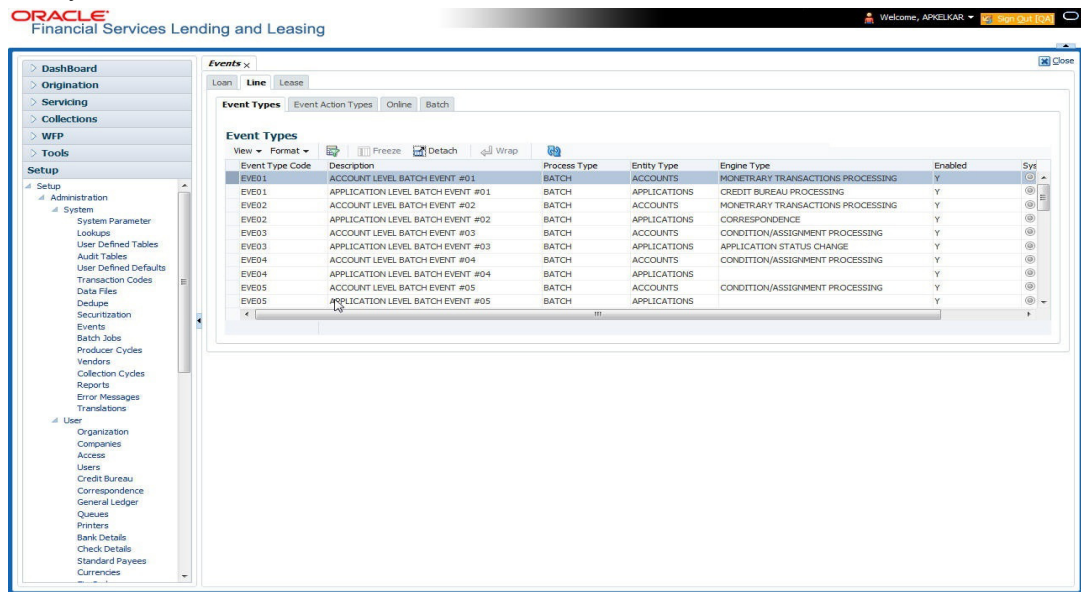 ORACLE
Financial Services Lending and Leasing
Welcome, APKELKAR
Sign Out [QA]
Close
DashBoard
Origination
Servicing
Collections
WFP
Tools
Setup
Setup
Administration
System
System Parameter
Lookups
User Defined Tables
Audit Tables
User Defined Defaults
Transaction Codes
Data Files
Dedupe
Securitization
Events
Batch Jobs
Producer Cycles
Vendors
Collection Cycles
Reports
Error Messages
Translations
User
Organization
Companies
Access
Users
Credit Bureau
Correspondence
General Ledger
Queues
Printers
Bank Details
Check Details
Standard Payees
Currencies
Events
Loan Line Lease
Event Types Event Action Types Online Batch
Event Types
View Format Freeze Detach Wrap
Event Type Code Description Process Type Entity Type Engine Type Enabled Sys
EVE01 ACCOUNT LEVEL BATCH EVENT #01 BATCH ACCOUNTS MONETRARY TRANSACTIONS PROCESSING Y
EVE01 APPLICATION LEVEL BATCH EVENT #01 BATCH APPLICATIONS CREDIT BUREAU PROCESSING Y
EVE02 ACCOUNT LEVEL BATCH EVENT #02 BATCH ACCOUNTS MONETRARY TRANSACTIONS PROCESSING Y
EVE02 APPLICATION LEVEL BATCH EVENT #02 BATCH APPLICATIONS CORRESPONDENCE Y
EVE03 ACCOUNT LEVEL BATCH EVENT #03 BATCH ACCOUNTS CONDITION/ASSIGNMENT PROCESSING Y
EVE03 APPLICATION LEVEL BATCH EVENT #03 BATCH APPLICATIONS APPLICATION STATUS CHANGE Y
EVE04 ACCOUNT LEVEL BATCH EVENT #04 BATCH ACCOUNTS CONDITION/ASSIGNMENT PROCESSING Y
EVE04 APPLICATION LEVEL BATCH EVENT #04 BATCH APPLICATIONS Y
EVE05 ACCOUNT LEVEL BATCH EVENT #05 BATCH ACCOUNTS CONDITION/ASSIGNMENT PROCESSING Y
EVE05 APPLICATION LEVEL BATCH EVENT #05 BATCH APPLICATIONS Y